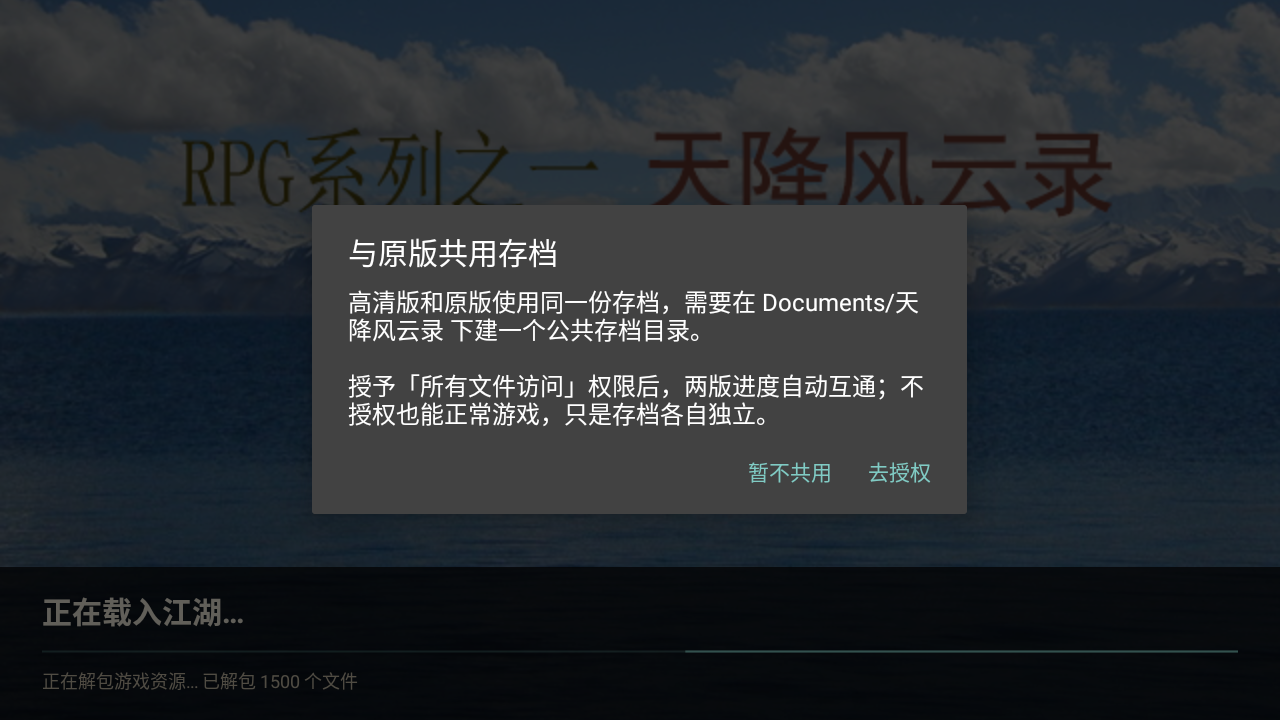 RPG系列之一 天降风云录
与原版共用存档
高清版和原版使用同一份存档，需要在 Documents/天
降风云录 下建一个公共存档目录。
授予「所有文件访问」权限后，两版进度自动互通；不
授权也能正常游戏，只是存档各自独立。
暂不共用 去授权
正在载入江湖…
正在解包游戏资源… 已解包 1500 个文件